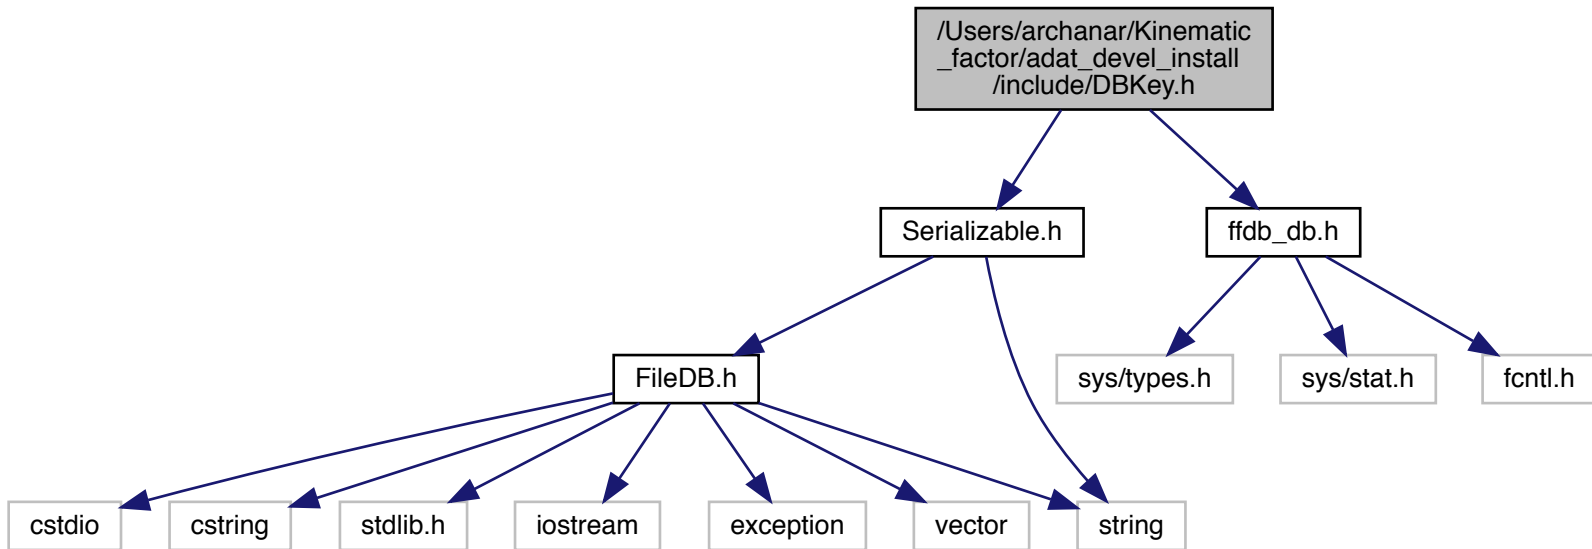 /Users/archanar/Kinematic
_factor/adat_devel_install
/include/DBKey.h
Serializable.h
ffdb_db.h
FileDB.h
sys/types.h
sys/stat.h
fcntl.h
cstdio
cstring
stdlib.h
iostream
exception
vector
string